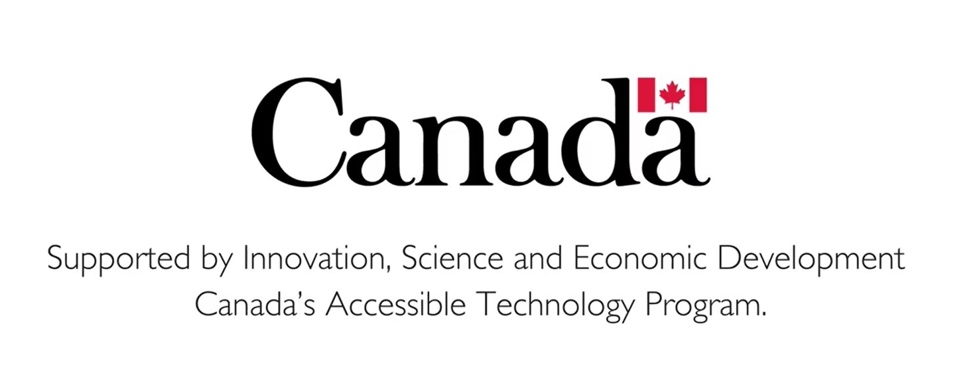 Canada
Supported by Innovation, Science and Economic Development
Canada’s Accessible Technology Program.